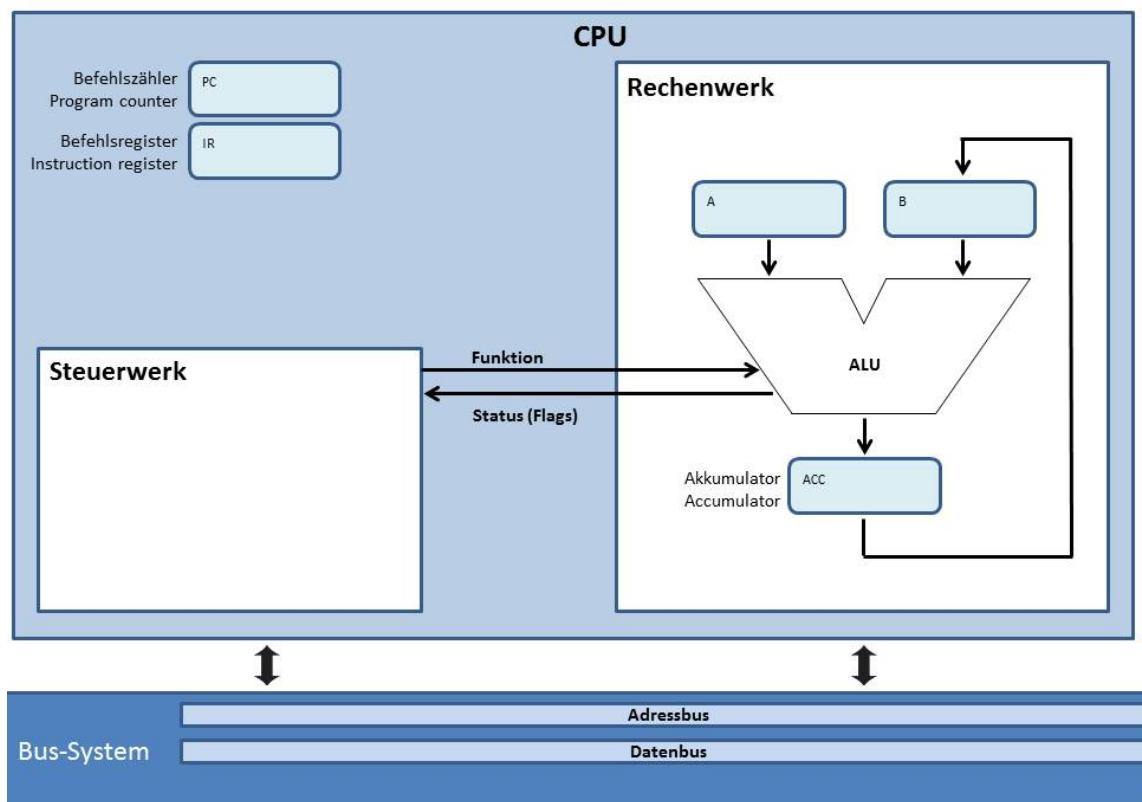 CPU
Befehlszähler
Program counter
PC
Befehlsregister
Instruction register
IR
Rechenwerk
A
B
ALU
Steuerwerk
Funktion
Status (Flags)
Akkumulator
Accumulator
ACC
Bus-System
Adressbus
Datenbus